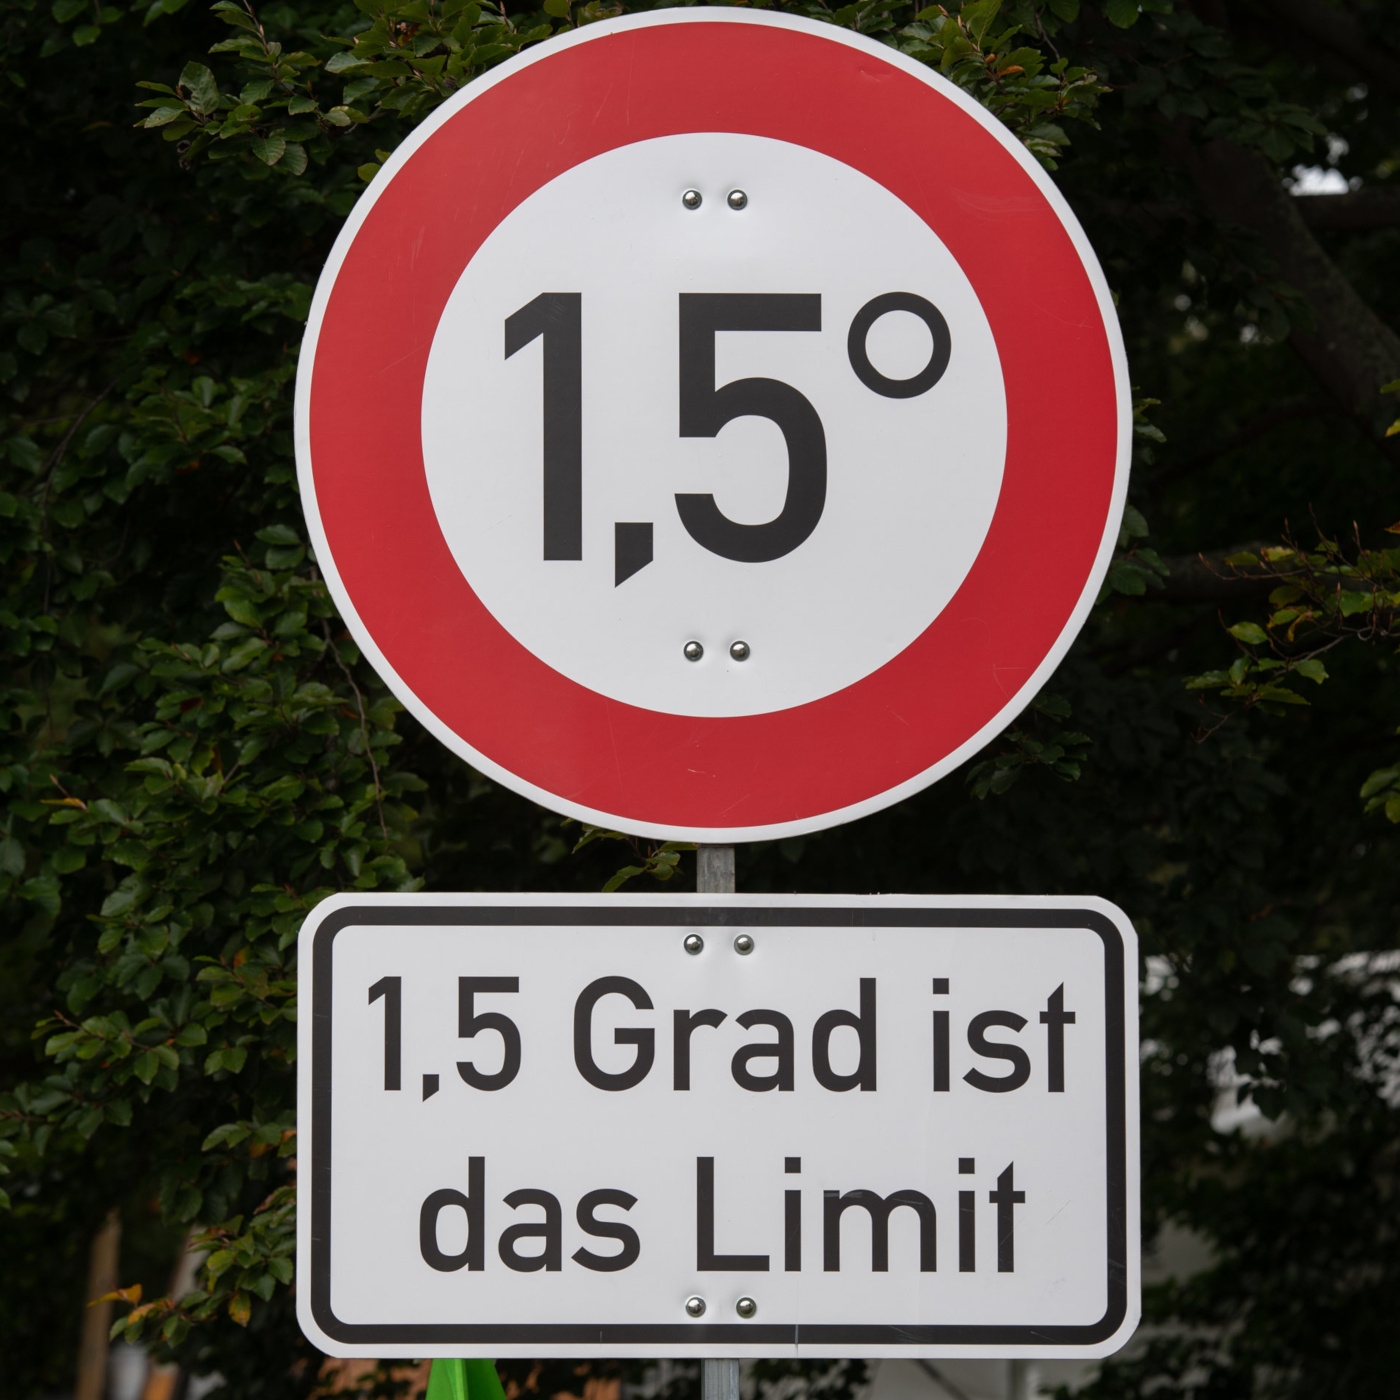 1,5°
1,5 Grad ist
das Limit